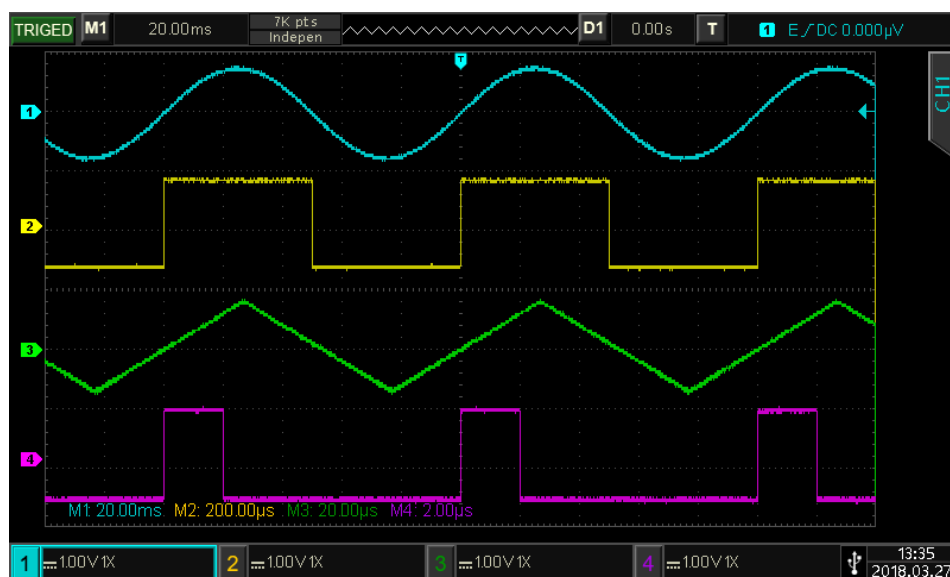 TRIGED M1 20.00ms 7K pts D1 0.00s T 1 E DC 0.000µV
Indepen
T
CH1
1
2
3
4
M1: 20.00ms M2: 200.00µs M3: 20.00µs M4: 2.00µs
1 1.00V 1X 2 1.00V 1X 3 1.00V 1X 4 1.00V 1X 13:35
2018.03.27